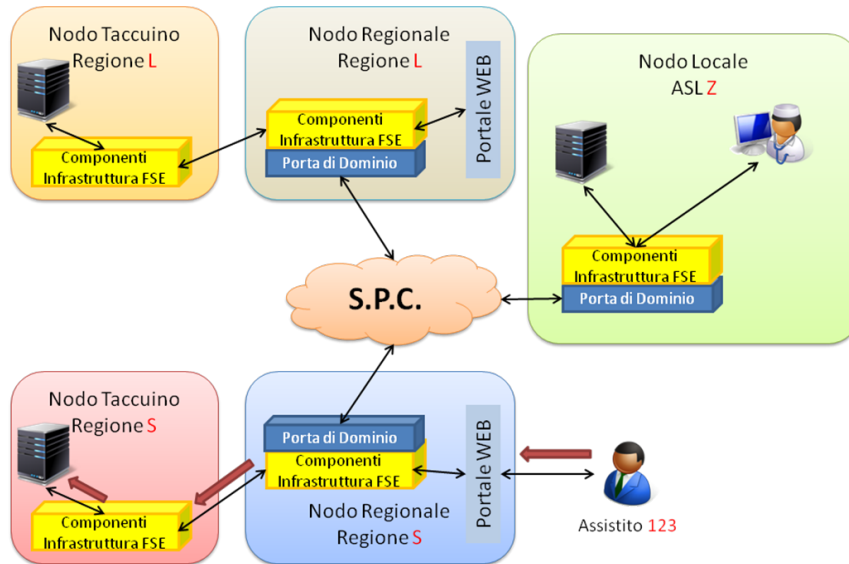 Nodo Taccuino
Regione L
Componenti
Infrastruttura FSE
Nodo Regionale
Regione L
Portale WEB
Componenti
Infrastruttura FSE
Porta di Dominio
Nodo Locale
ASL Z
Componenti
Infrastruttura FSE
Porta di Dominio
S.P.C.
Nodo Taccuino
Regione S
Componenti
Infrastruttura FSE
Porta di Dominio
Componenti
Infrastruttura FSE
Portale WEB
Nodo Regionale
Regione S
Assistito 123